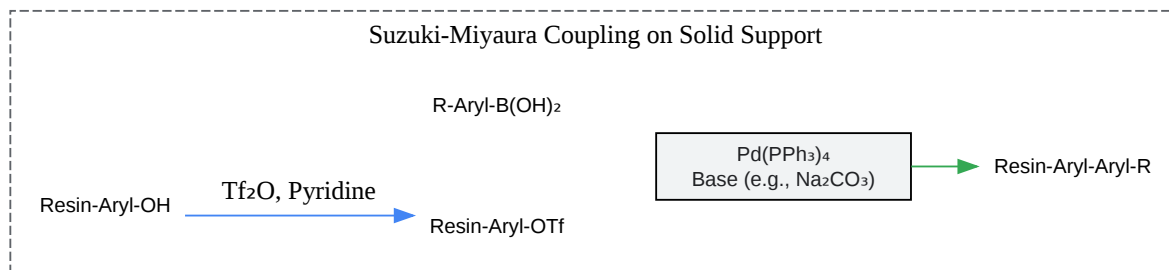 Suzuki-Miyaura Coupling on Solid Support
R-Aryl-B(OH)₂
Pd(PPh₃)₄
Base (e.g., Na₂CO₃)
Resin-Aryl-Aryl-R
Tf₂O, Pyridine
Resin-Aryl-OH
Resin-Aryl-OTf